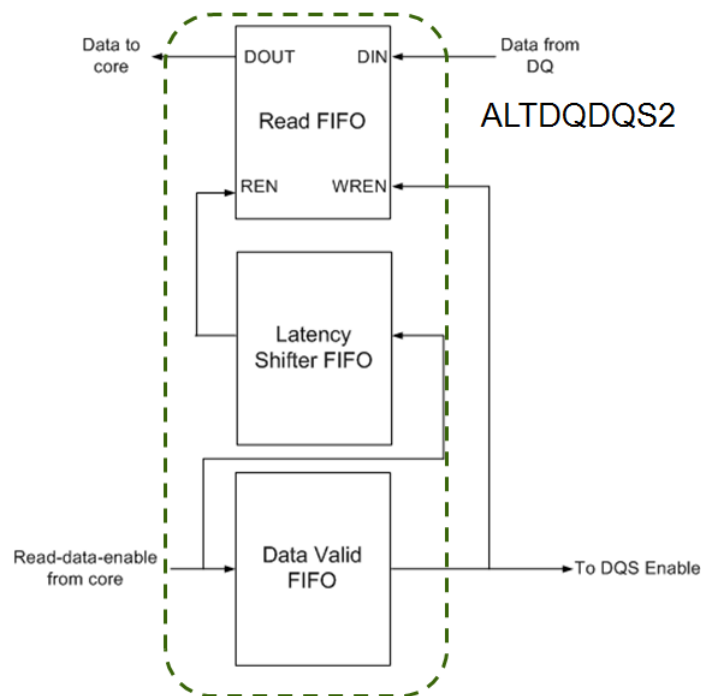 Data to
core
DOUT
DIN
Data from
DQ
Read FIFO
ALTDQDQS2
REN
WREN
Latency
Shifter FIFO
Read-data-enable
from core
Data Valid
FIFO
To DQS Enable